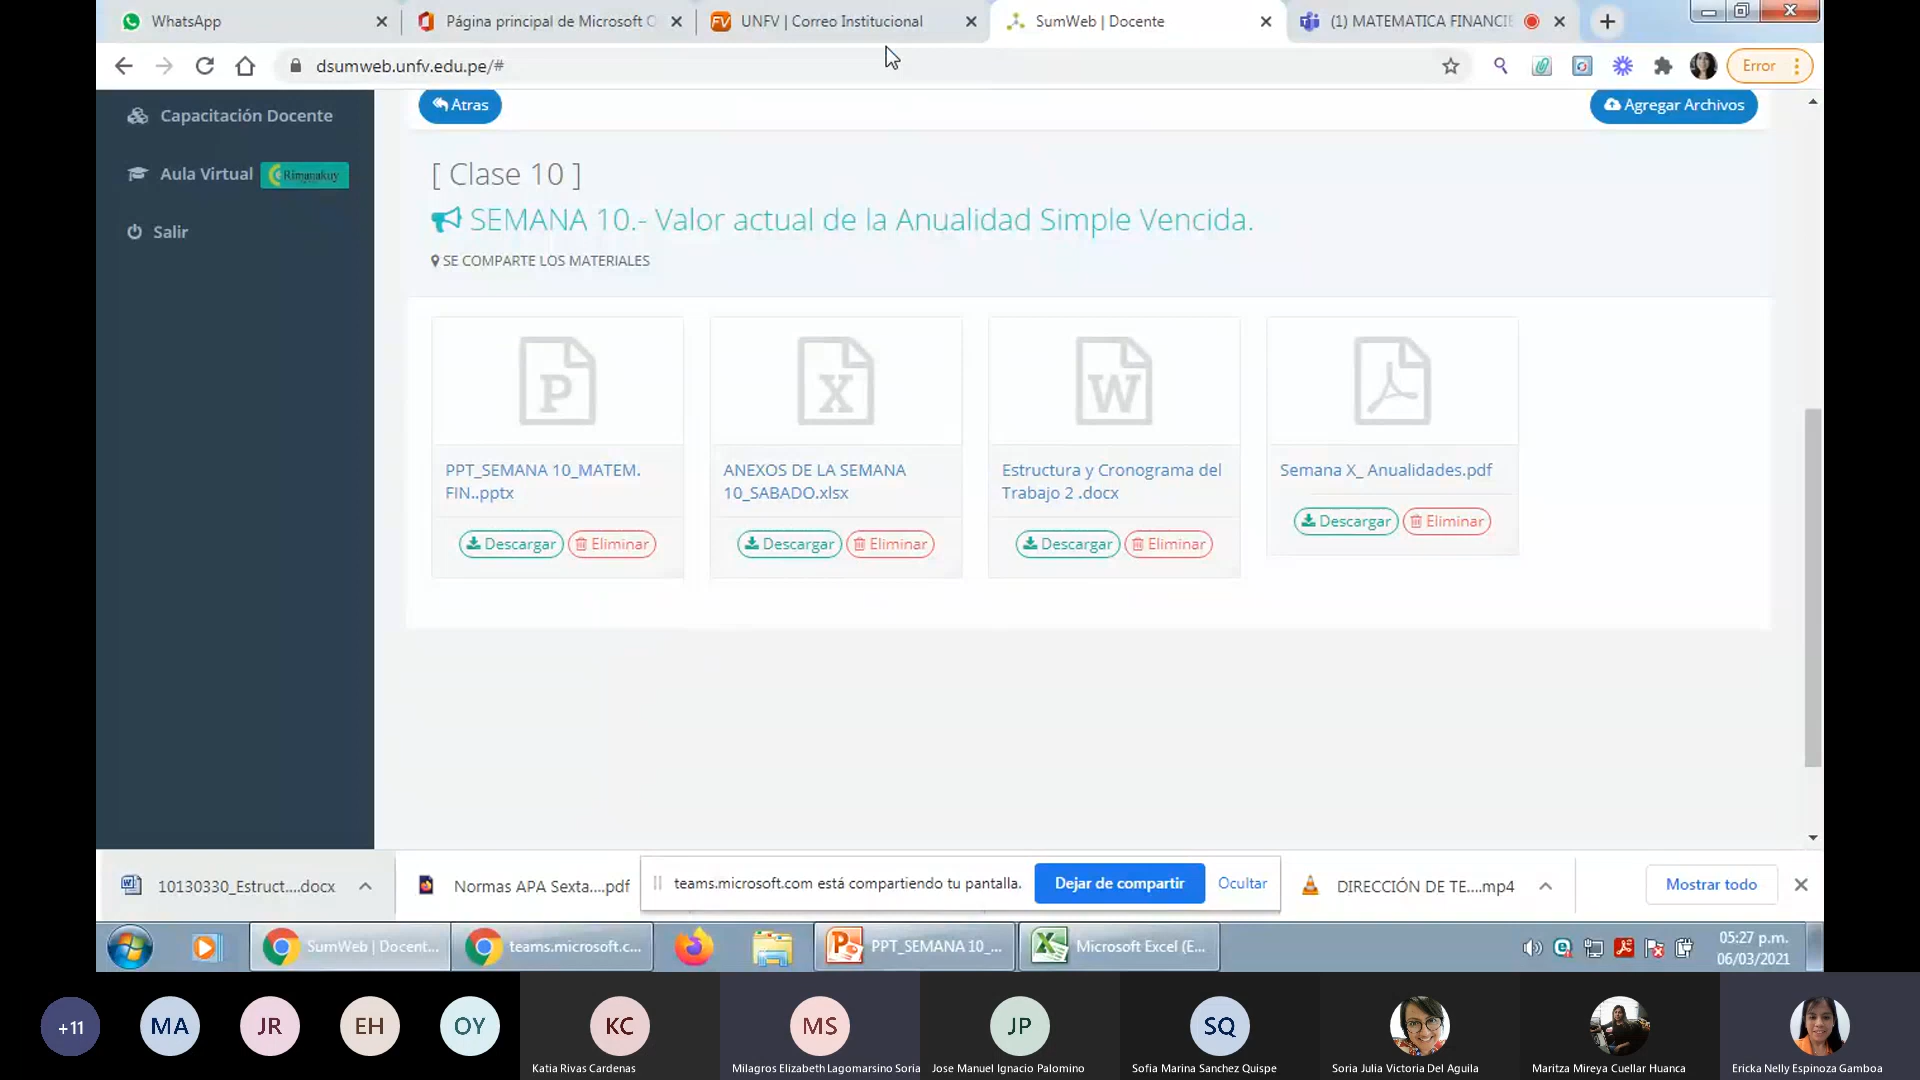 WhatsApp
Página principal de Microsoft O
UNFV | Correo Institucional
SumWeb | Docente
(1) MATEMATICA FINANCIE
dsumweb.unfv.edu.pe/#
Error
Capacitación Docente
Aula Virtual
Rimanakuy
Salir
Atras
Agregar Archivos
[ Clase 10 ]
SEMANA 10.- Valor actual de la Anualidad Simple Vencida.
SE COMPARTE LOS MATERIALES
P
X
W
PPT_SEMANA 10_MATEM.
FIN..pptx
ANEXOS DE LA SEMANA
10_SABADO.xlsx
Estructura y Cronograma del
Trabajo 2 .docx
Semana X_ Anualidades.pdf
Descargar
Eliminar
Descargar
Eliminar
Descargar
Eliminar
Descargar
Eliminar
10130330_Estruct....docx
Normas APA Sexta....pdf
teams.microsoft.com está compartiendo tu pantalla.
Dejar de compartir
Ocultar
DIRECCIÓN DE TE....mp4
Mostrar todo
SumWeb | Docent...
teams.microsoft.c...
PPT_SEMANA 10_...
Microsoft Excel (E...
05:27 p.m.
06/03/2021
+11
MA
JR
EH
OY
KC
MS
JP
SQ
Katia Rivas Cardenas
Milagros Elizabeth Lagomarsino Soria
Jose Manuel Ignacio Palomino
Sofia Marina Sanchez Quispe
Soria Julia Victoria Del Aguila
Maritza Mireya Cuellar Huanca
Ericka Nelly Espinoza Gamboa